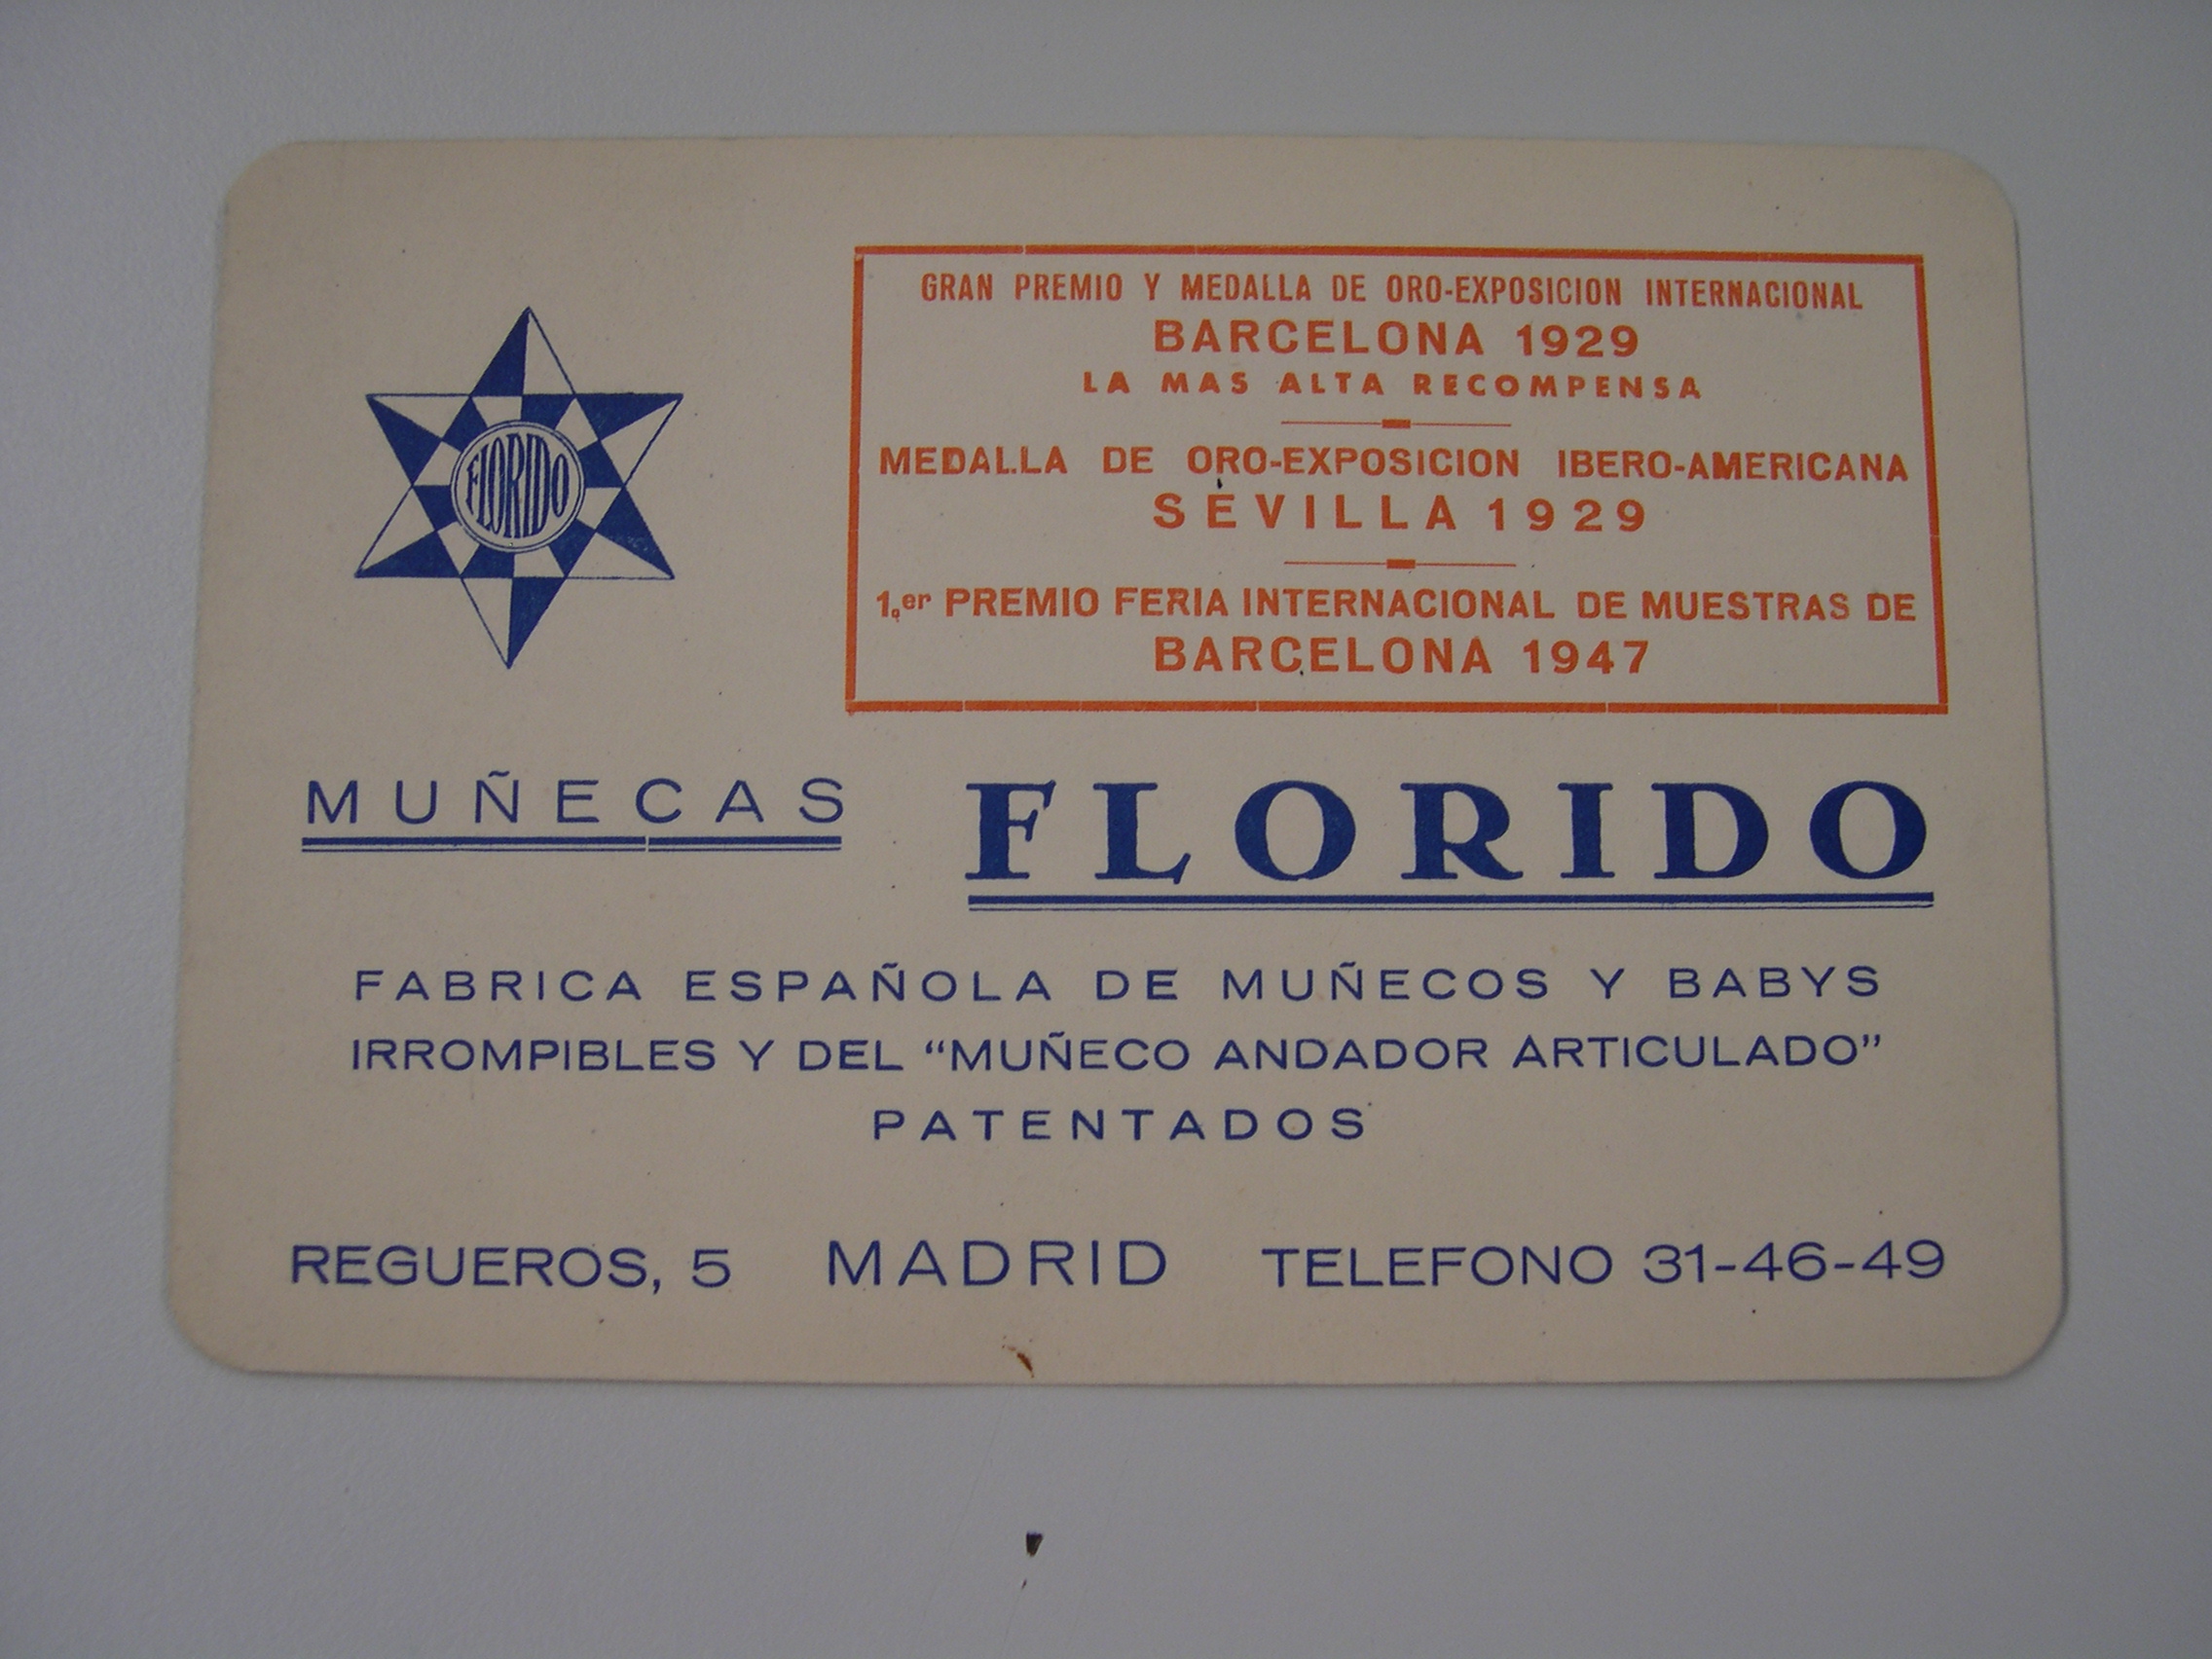 FLORIDO
GRAN PREMIO Y MEDALLA DE ORO-EXPOSICION INTERNACIONAL
BARCELONA 1929
LA MAS ALTA RECOMPENSA
MEDALLA DE ORO-EXPOSICION IBERO-AMERICANA
SEVILLA 1929
1.er PREMIO FERIA INTERNACIONAL DE MUESTRAS DE
BARCELONA 1947
MUÑECAS FLORIDO
FABRICA ESPAÑOLA DE MUÑECOS Y BABYS
IRROMPIBLES Y DEL “MUÑECO ANDADOR ARTICULADO”
PATENTADOS
REGUEROS, 5 MADRID TELEFONO 31-46-49